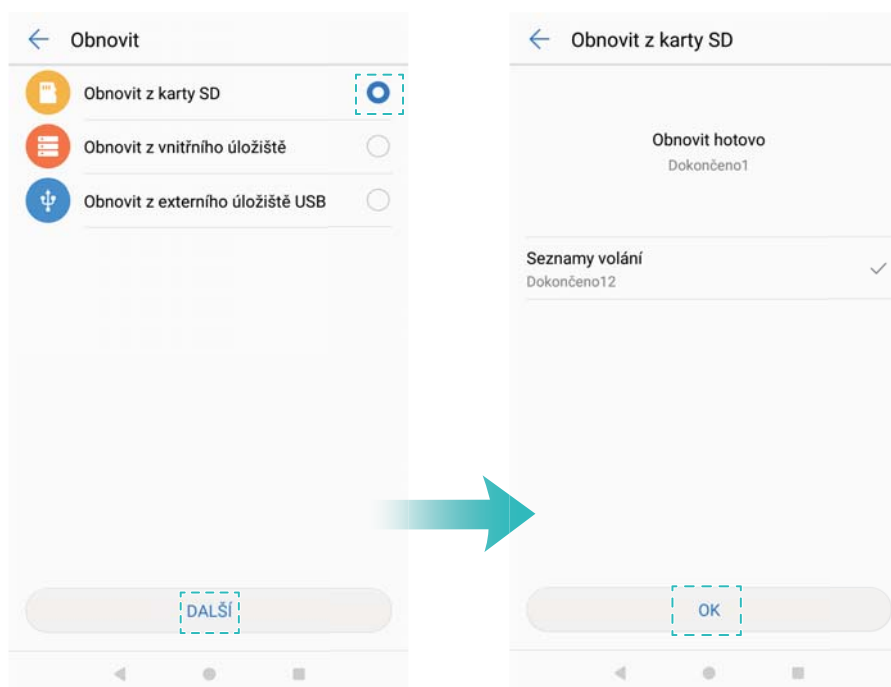 Obnovit
Obnovit z karty SD
Obnovit z vnitřního úložiště
Obnovit z externího úložiště USB
DALŠÍ
Obnovit z karty SD
Obnovit hotovo
Dokončeno1
Seznamy volání
Dokončeno12
OK